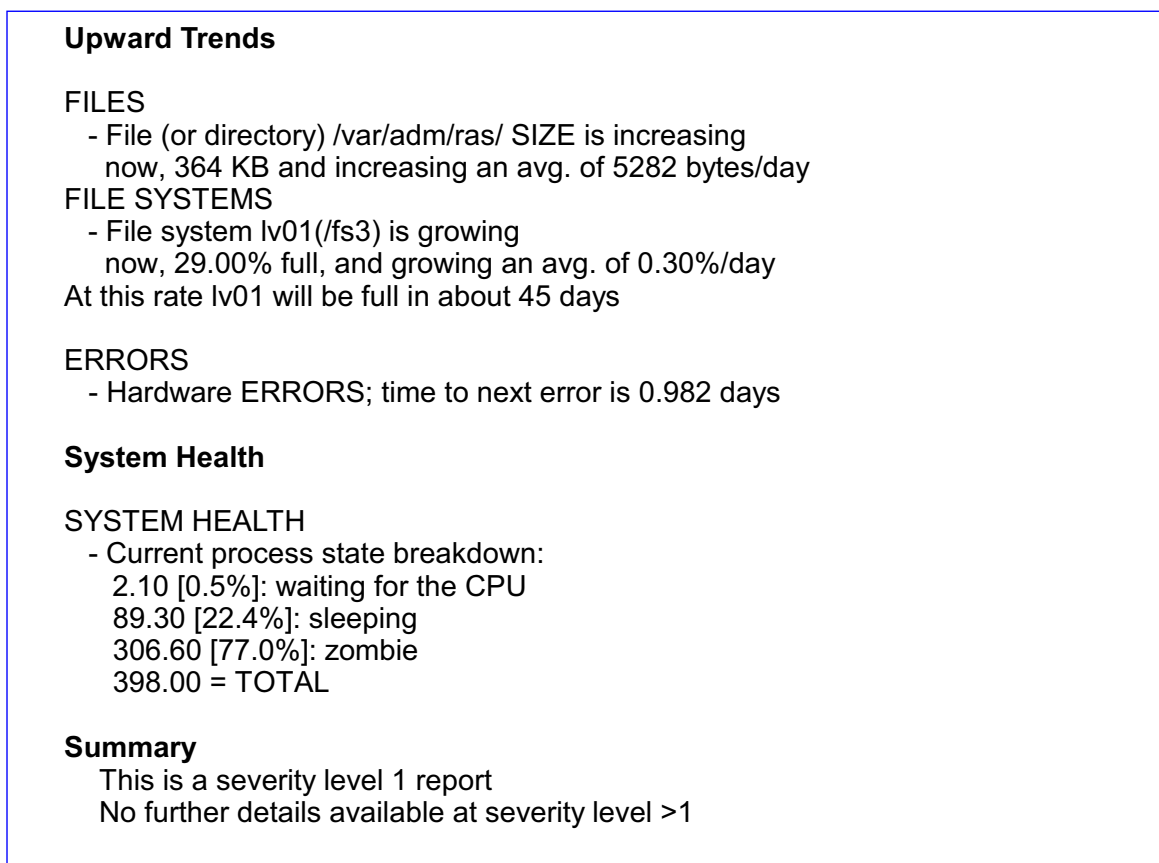 Upward Trends
FILES
- File (or directory) /var/adm/ras/ SIZE is increasing
now, 364 KB and increasing an avg. of 5282 bytes/day
FILE SYSTEMS
- File system lv01(/fs3) is growing
now, 29.00% full, and growing an avg. of 0.30%/day
At this rate lv01 will be full in about 45 days
ERRORS
- Hardware ERRORS; time to next error is 0.982 days
System Health
SYSTEM HEALTH
- Current process state breakdown:
2.10 [0.5%]: waiting for the CPU
89.30 [22.4%]: sleeping
306.60 [77.0%]: zombie
398.00 = TOTAL
Summary
This is a severity level 1 report
No further details available at severity level >1